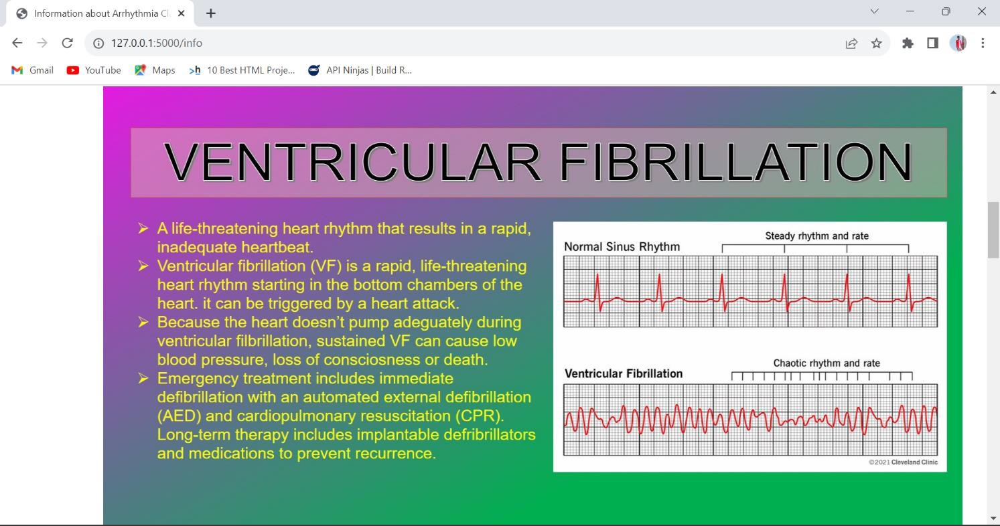 Information about Arrhythmia Cl
127.0.0.1:5000/info
Gmail
YouTube
Maps
>h 10 Best HTML Proje...
API Ninjas | Build R...
VENTRICULAR FIBRILLATION
A life-threatening heart rhythm that results in a rapid,
inadequate heartbeat.
Ventricular fibrillation (VF) is a rapid, life-threatening
heart rhythm starting in the bottom chambers of the
heart. it can be triggered by a heart attack.
Because the heart doesn’t pump adeguately during
ventricular filbrillation, sustained VF can cause low
blood pressure, loss of consciosness or death.
Emergency treatment includes immediate
defibrillation with an automated external defibrillation
(AED) and cardiopulmonary resuscitation (CPR).
Long-term therapy includes implantable defribrillators
and medications to prevent recurrence.
Steady rhythm and rate
Normal Sinus Rhythm
Chaotic rhythm and rate
Ventricular Fibrillation
©2021 Cleveland Clinic